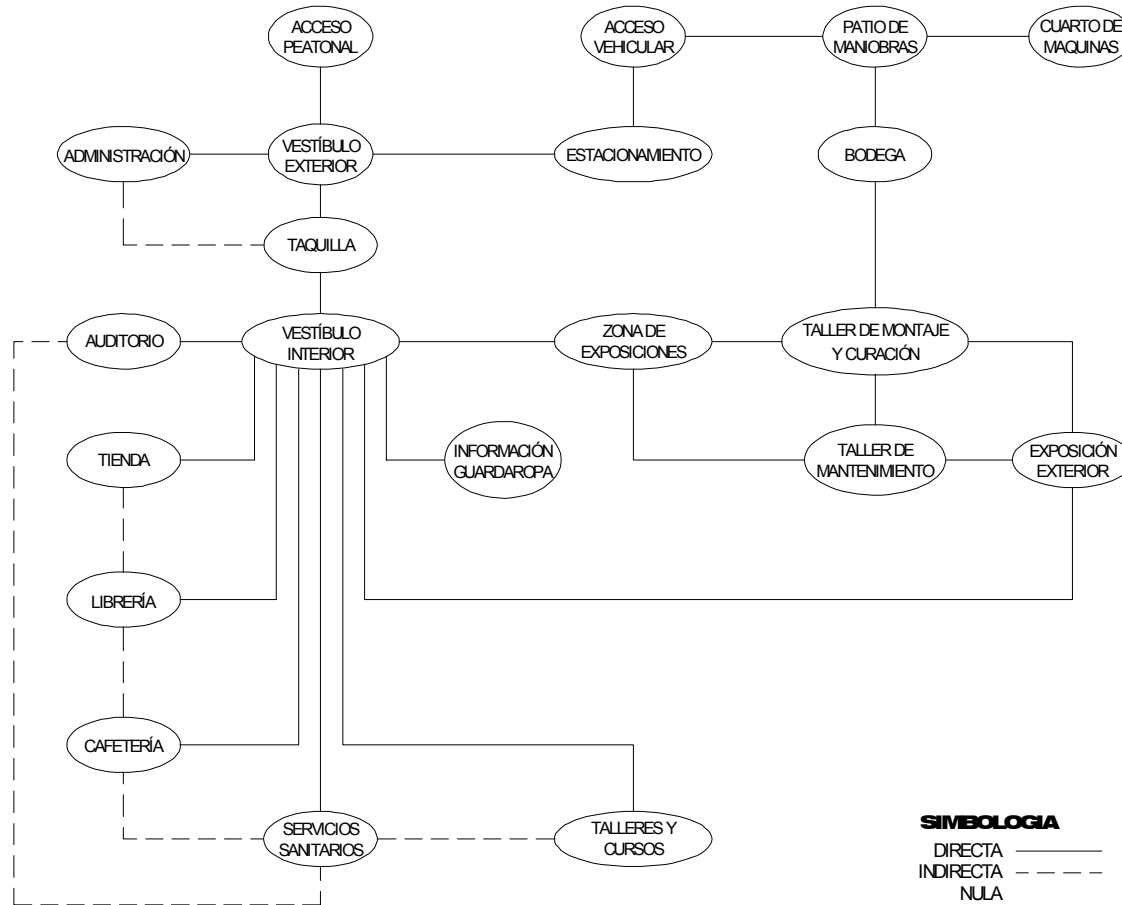 ACCESO
PEATONAL
ACCESO
VEHICULAR
PATIO DE
MANIOBRAS
CUARTO DE
MAQUINAS
ADMINISTRACIÓN
VESTÍBULO
EXTERIOR
ESTACIONAMIENTO
BODEGA
TAQUILLA
AUDITORIO
VESTÍBULO
INTERIOR
ZONA DE
EXPOSICIONES
TALLER DE MONTAJE
Y CURACIÓN
TIENDA
INFORMACIÓN
GUARDAROPA
TALLER DE
MANTENIMIENTO
EXPOSICIÓN
EXTERIOR
LIBRERÍA
CAFETERÍA
SERVICIOS
SANITARIOS
TALLERES Y
CURSOS
SIMBOLOGIA
DIRECTA
INDIRECTA
NULA